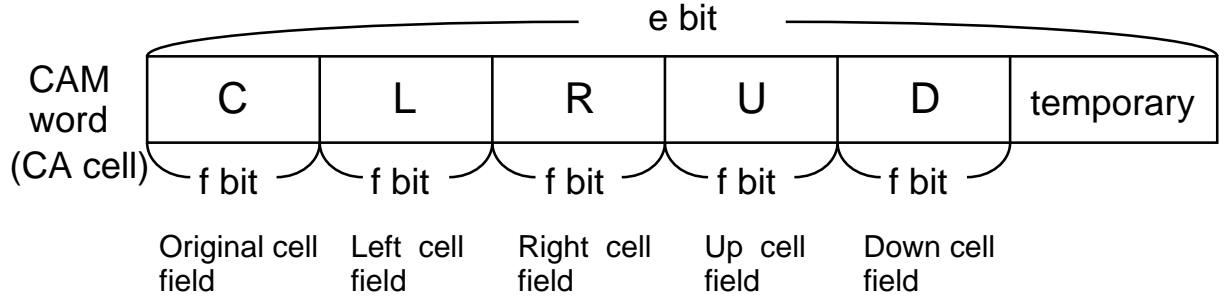 e bit
CAM
word
(CA cell)
C L R U D temporary
f bit f bit f bit f bit f bit
Original cell field
Left cell field
Right cell field
Up cell field
Down cell field